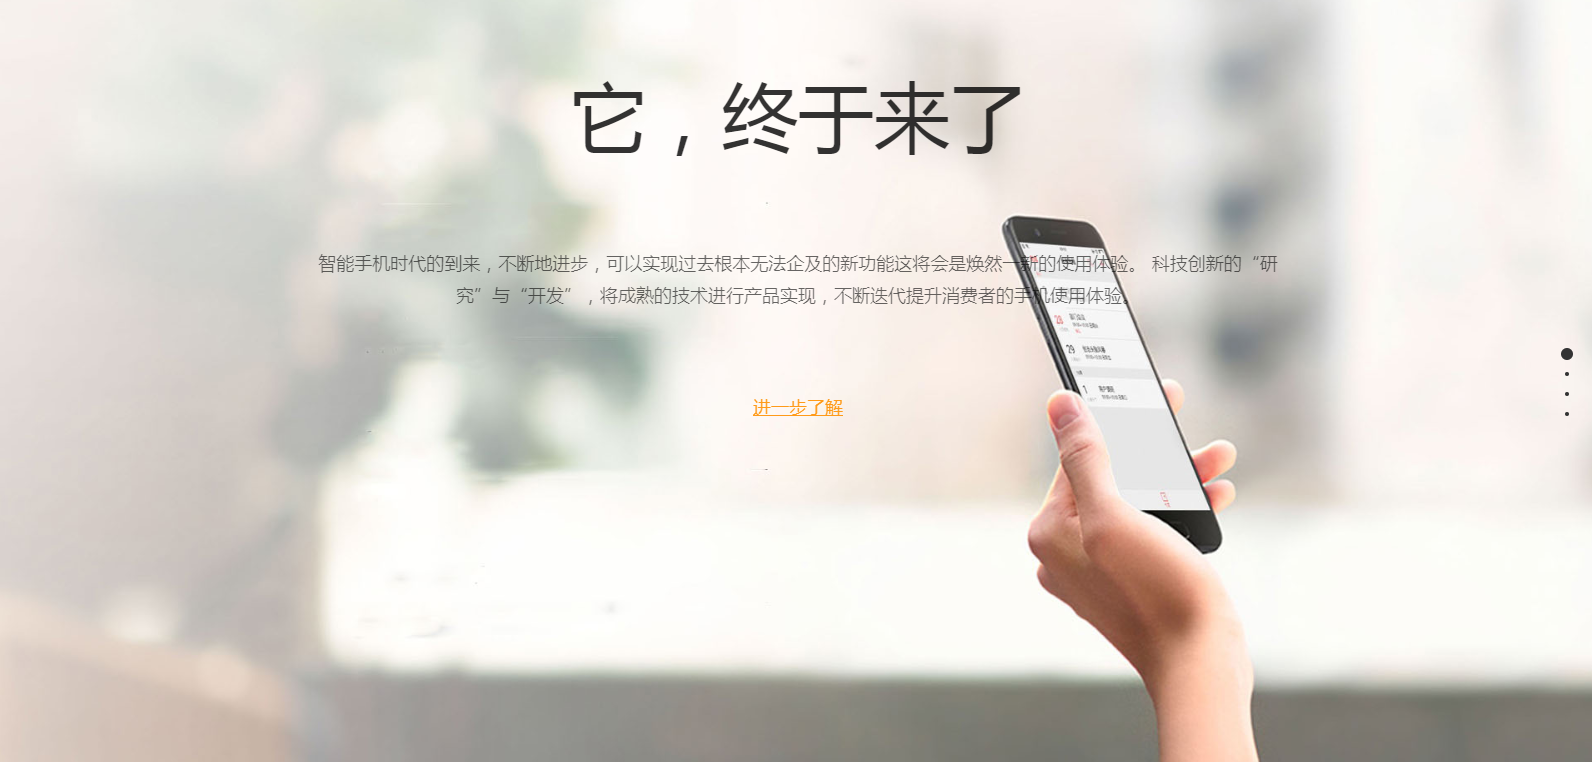 它，终于来了
智能手机时代的到来，不断地进步，可以实现过去根本无法企及的新功能这将会是焕然一新的使用体验。 科技创新的“研
究”与“开发”，将成熟的技术进行产品实现，不断迭代提升消费者的手机使用体验。
进一步了解
28
29
1